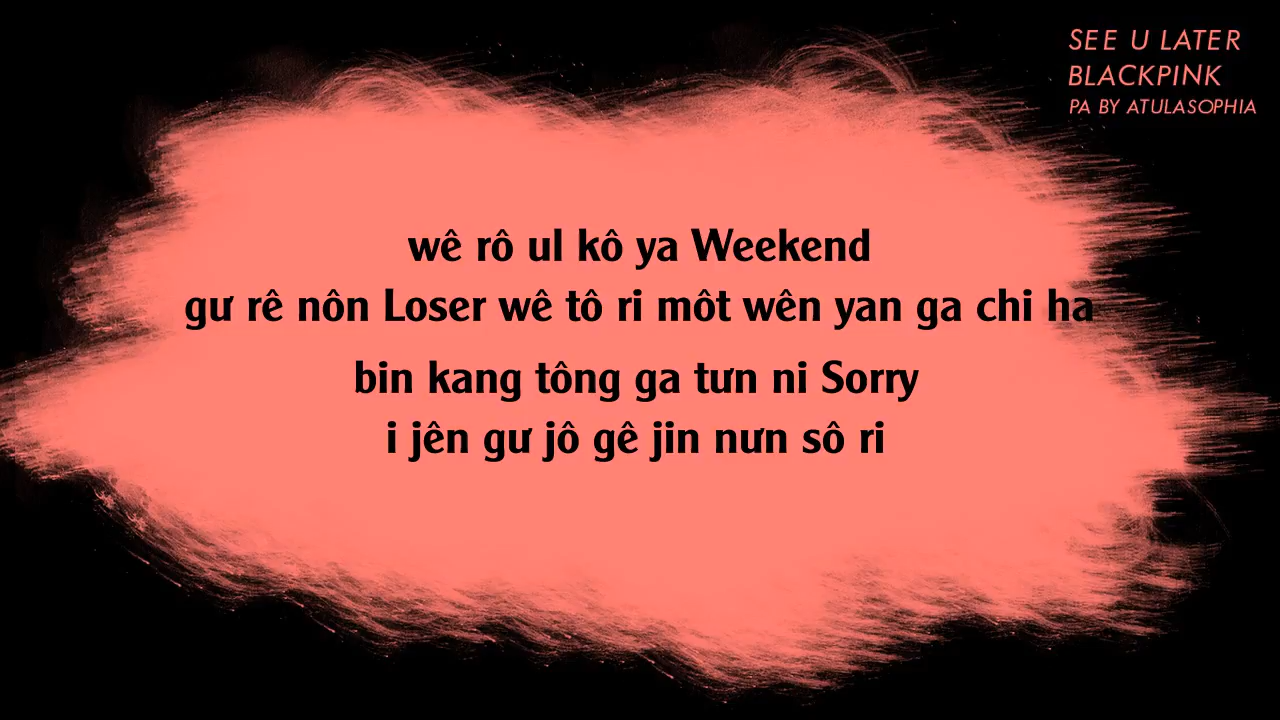 SEE U LATER
BLACKPINK
PA BY ATULASOPHIA
wê rô ul kô ya Weekend
gư rê nôn Loser wê tô ri môt wên yan ga chi ha
bin kang tông ga tưn ni Sorry
i jên gư jô gê jin nưn sô ri